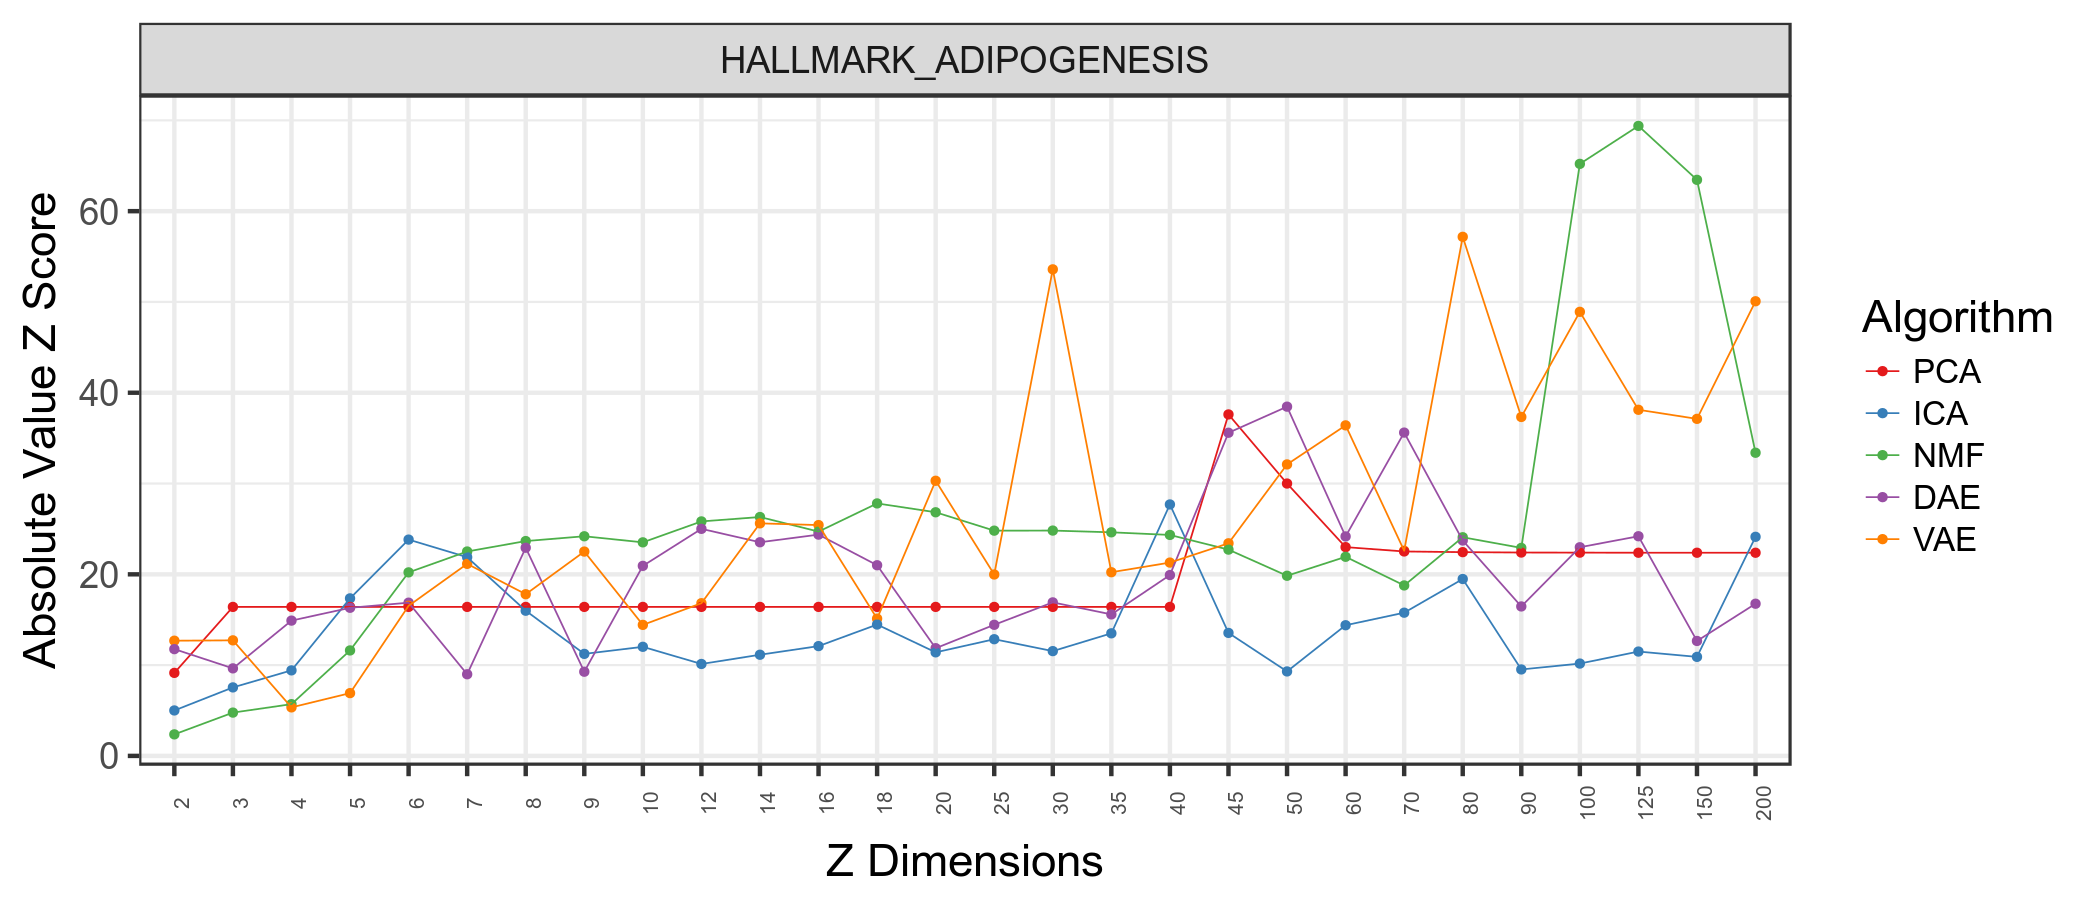 HALLMARK_ADIPOGENESIS
Absolute Value Z Score
60
40
20
0
2 3 4 5 6 7 8 9 10 12 14 16 18 20 25 30 35 40 45 50 60 70 80 90 100 125 150 200
Z Dimensions
Algorithm
PCA
ICA
NMF
DAE
VAE